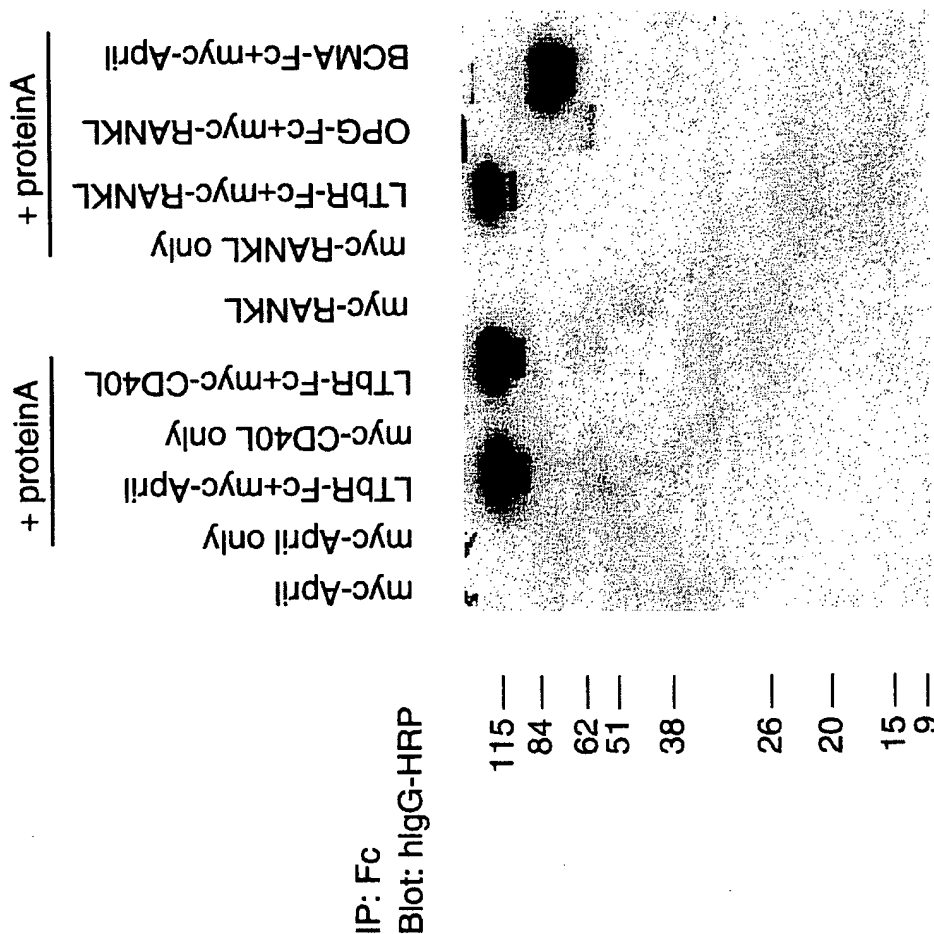 + proteinA
+ proteinA
myc-April
myc-April only
LTbR-Fc+myc-April
myc-CD40L only
LTbR-Fc+myc-CD40L
myc-RANKL
myc-RANKL only
LTbR-Fc+myc-RANKL
OPG-Fc+myc-RANKL
BCMA-Fc+myc-April
IP: Fc
Blot: hIgG-HRP
115
84
62
51
38
26
20
15
9